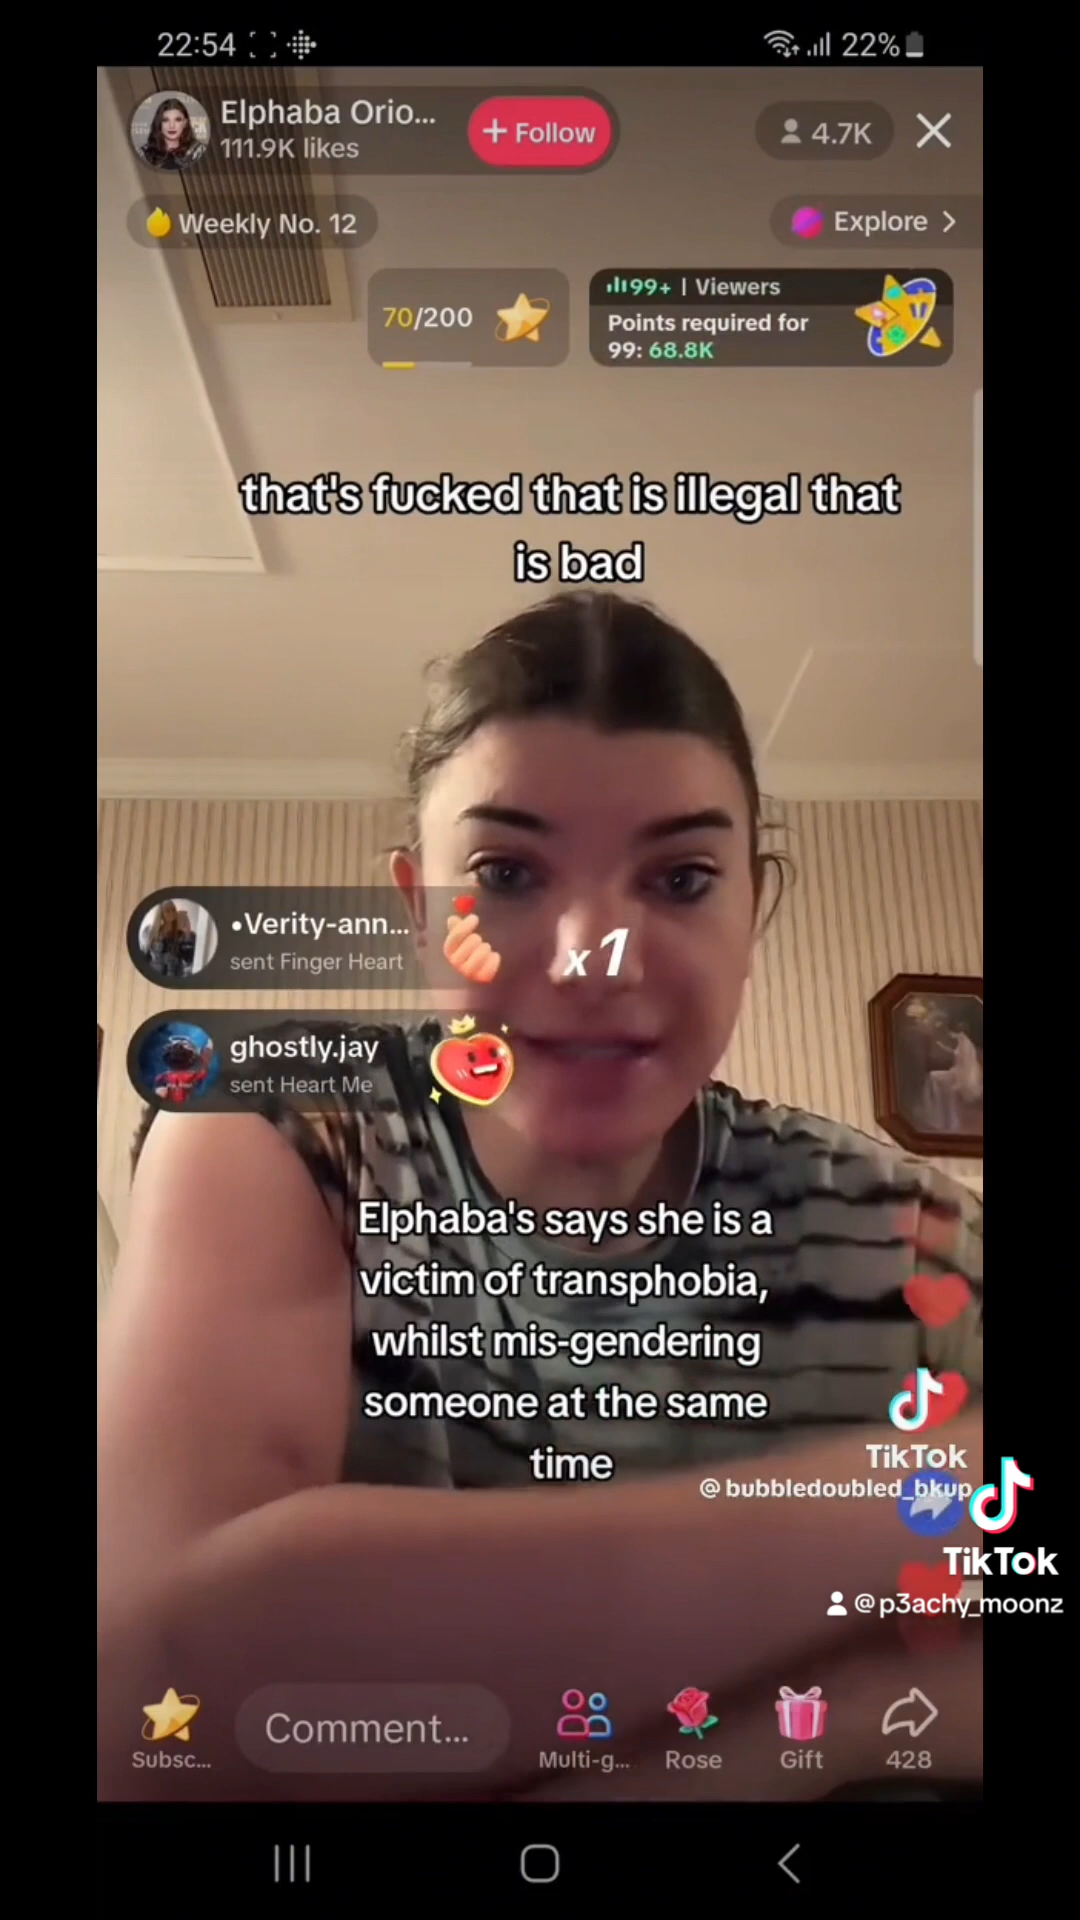 22:54
22%
Elphaba Orio...
111.9K likes
+ Follow
4.7K
Weekly No. 12
Explore >
70/200
99+ | Viewers
Points required for
99: 68.8K
that's fucked that is illegal that
is bad
•Verity-ann...
sent Finger Heart
x1
ghostly.jay
sent Heart Me
Elphaba's says she is a
victim of transphobia,
whilst mis-gendering
someone at the same
time
TikTok
@bubbledoubled_bkup
TikTok
@p3achy_moonz
Comment...
Subsc...
Multi-g...
Rose
Gift
428